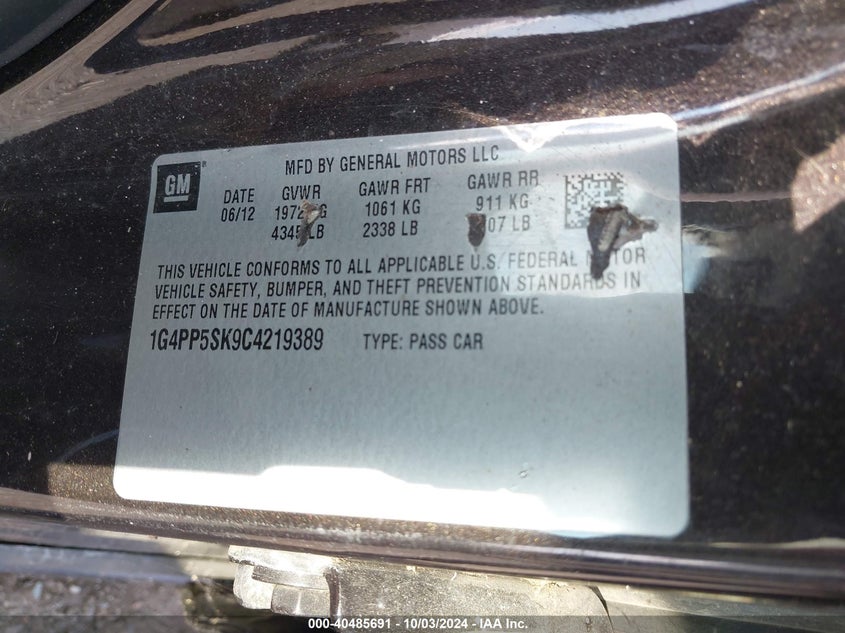 MFD BY GENERAL MOTORS LLC
GM
DATE GVWR GAWR FRT GAWR RR
06/12 1061 KG 911 KG
2338 LB LB
THIS VEHICLE CONFORMS TO ALL APPLICABLE U.S. FEDERAL
VEHICLE SAFETY, BUMPER, AND THEFT PREVENTION STANDARDS IN
EFFECT ON THE DATE OF MANUFACTURE SHOWN ABOVE.
1G4PP5SK9C4219389 TYPE: PASS CAR
000-40485691 - 10/03/2024 - IAA Inc.